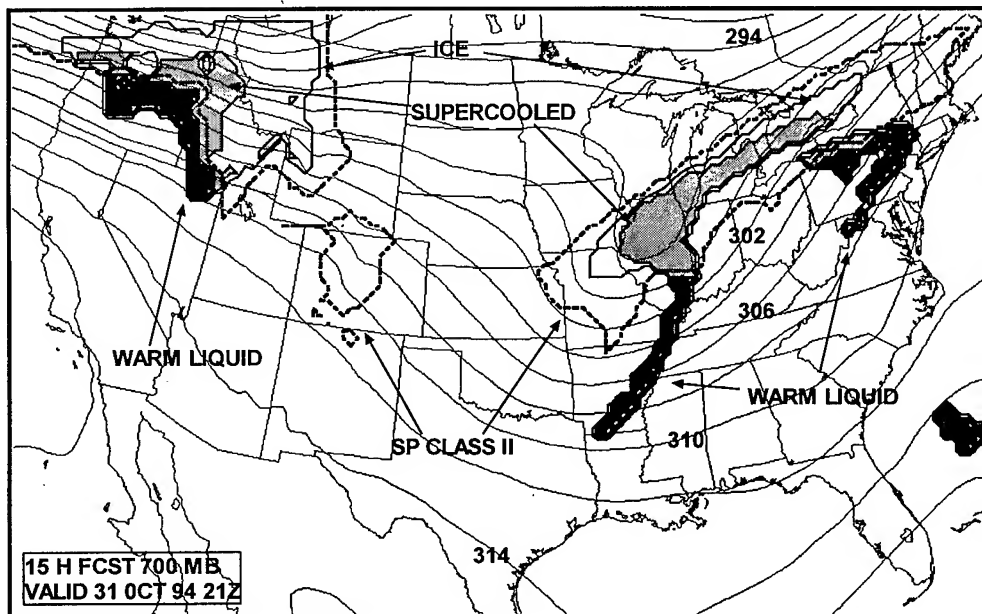 294
ICE
SUPERCOOLED
302
306
WARM LIQUID
WARM LIQUID
SP CLASS II
310
314
15 H FCST 700 MB
VALID 31 OCT 94 21Z